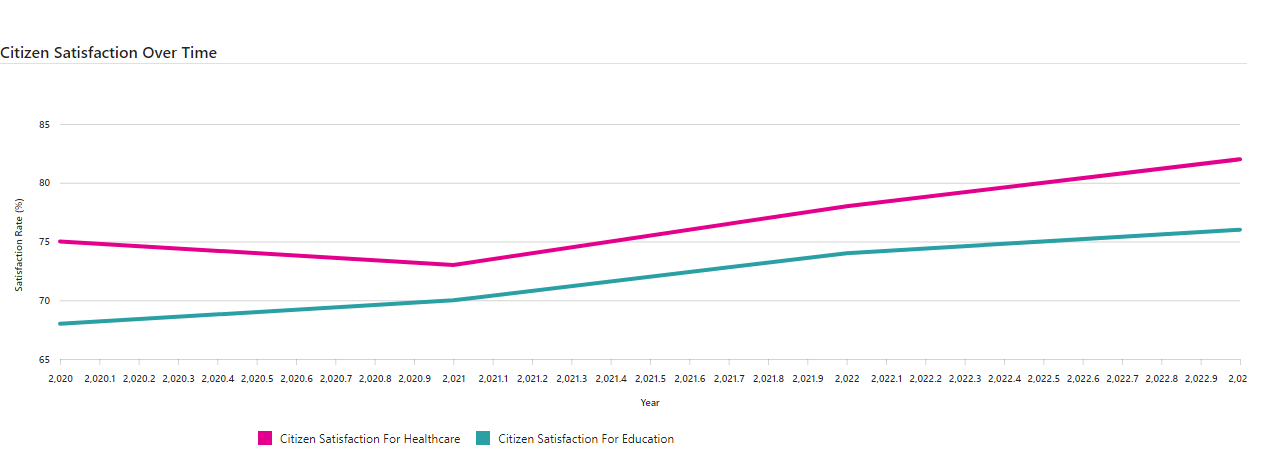 Citizen Satisfaction Over Time
85
80
75
70
65
Satisfaction Rate (%)
2,020 2,020.1 2,020.2 2,020.3 2,020.4 2,020.5 2,020.6 2,020.7 2,020.8 2,020.9 2,021 2,021.1 2,021.2 2,021.3 2,021.4 2,021.5 2,021.6 2,021.7 2,021.8 2,021.9 2,022 2,022.1 2,022.2 2,022.3 2,022.4 2,022.5 2,022.6 2,022.7 2,022.8 2,022.9 2,02
Year
Citizen Satisfaction For Healthcare Citizen Satisfaction For Education